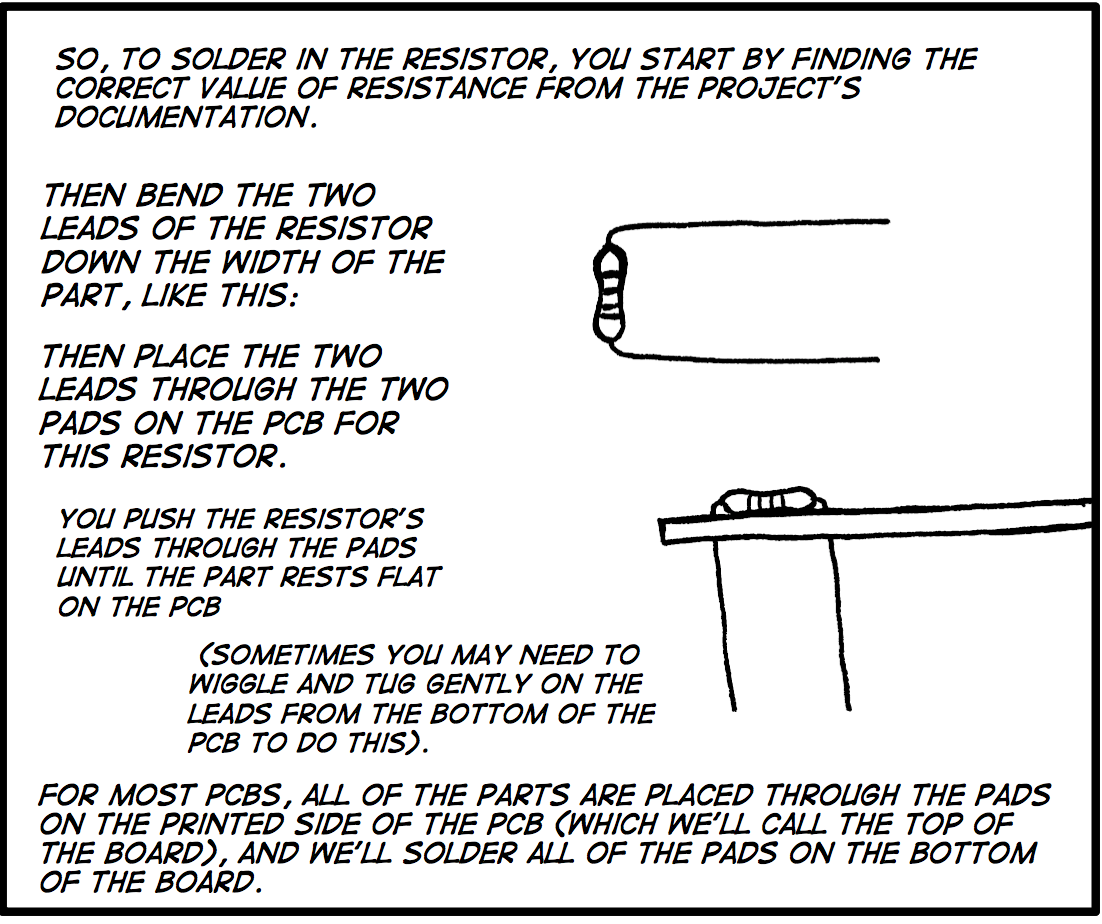 SO, TO SOLDER IN THE RESISTOR, YOU START BY FINDING THE
CORRECT VALUE OF RESISTANCE FROM THE PROJECT'S
DOCUMENTATION.
THEN BEND THE TWO
LEADS OF THE RESISTOR
DOWN THE WIDTH OF THE
PART, LIKE THIS:
THEN PLACE THE TWO
LEADS THROUGH THE TWO
PADS ON THE PCB FOR
THIS RESISTOR.
YOU PUSH THE RESISTOR'S
LEADS THROUGH THE PADS
UNTIL THE PART RESTS FLAT
ON THE PCB
(SOMETIMES YOU MAY NEED TO
WIGGLE AND TUG GENTLY ON THE
LEADS FROM THE BOTTOM OF THE
PCB TO DO THIS).
FOR MOST PCBS, ALL OF THE PARTS ARE PLACED THROUGH THE PADS
ON THE PRINTED SIDE OF THE PCB (WHICH WE'LL CALL THE TOP OF
THE BOARD), AND WE'LL SOLDER ALL OF THE PADS ON THE BOTTOM
OF THE BOARD.